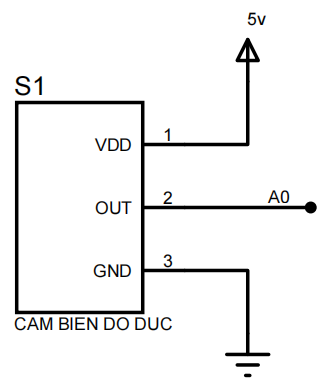 5v
S1
VDD 1
OUT 2 A0
GND 3
CAM BIEN DO DUC